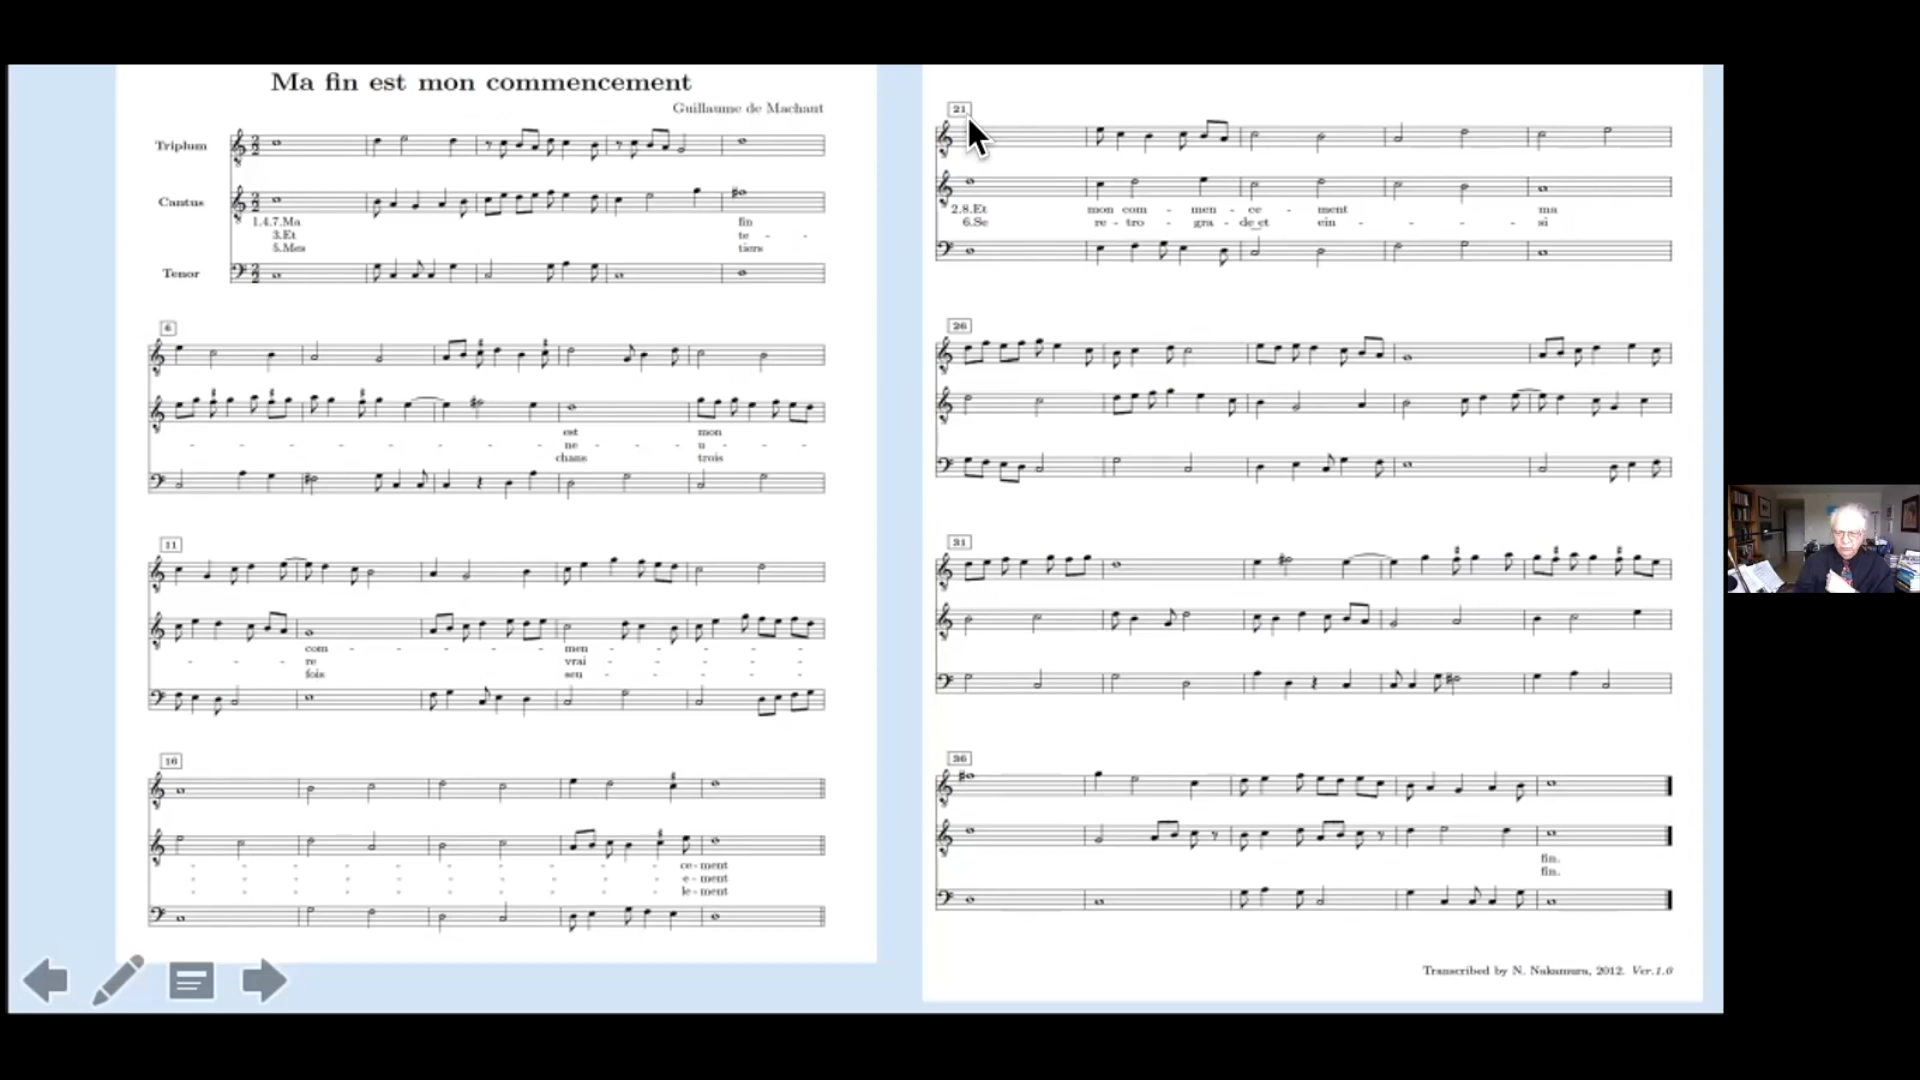 Ma fin est mon commencement
Guillaume de Machaut
Triplum
Cantus
1.4.7.Ma fin
3.Et te - -
5.Mes tiers
Tenor
6
est mon
- - - - - - - ne - u - - -
chans trois
11
com - - - - men - - - -
- - - re vrai - - - -
fois seu - - - -
16
- - - - - - - - - ce - ment
- - - - - - - - - e - ment
- - - - - - - - - le - ment
21
2.8.Et mon com - men - ce - ment ma
6.Se re - tro - gra - de et ein - - - si
26
31
36
fin.
fin.
Transcribed by N. Nakamura, 2012. Ver.1.0